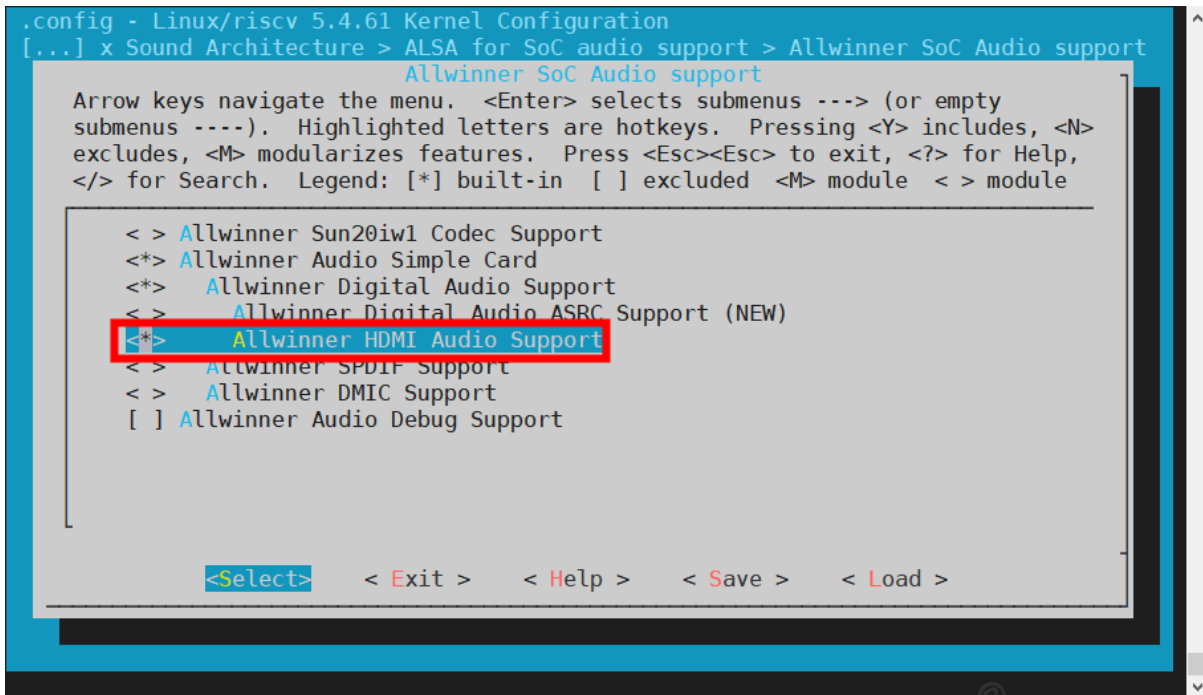 .config - Linux/riscv 5.4.61 Kernel Configuration
[...] x Sound Architecture > ALSA for SoC audio support > Allwinner SoC Audio support
Allwinner SoC Audio support
Arrow keys navigate the menu.  <Enter> selects submenus ---> (or empty
submenus ----).  Highlighted letters are hotkeys.  Pressing <Y> includes, <N>
excludes, <M> modularizes features.  Press <Esc><Esc> to exit, <?> for Help,
</> for Search.  Legend: [*] built-in  [ ] excluded  <M> module  < > module
< > Allwinner Sun20iw1 Codec Support
<*> Allwinner Audio Simple Card
<*>   Allwinner Digital Audio Support
< >     Allwinner Digital Audio ASRC Support (NEW)
<*>     Allwinner HDMI Audio Support
< >   Allwinner SPDIF Support
< >   Allwinner DMIC Support
[ ] Allwinner Audio Debug Support
<Select>    < Exit >    < Help >    < Save >    < Load >